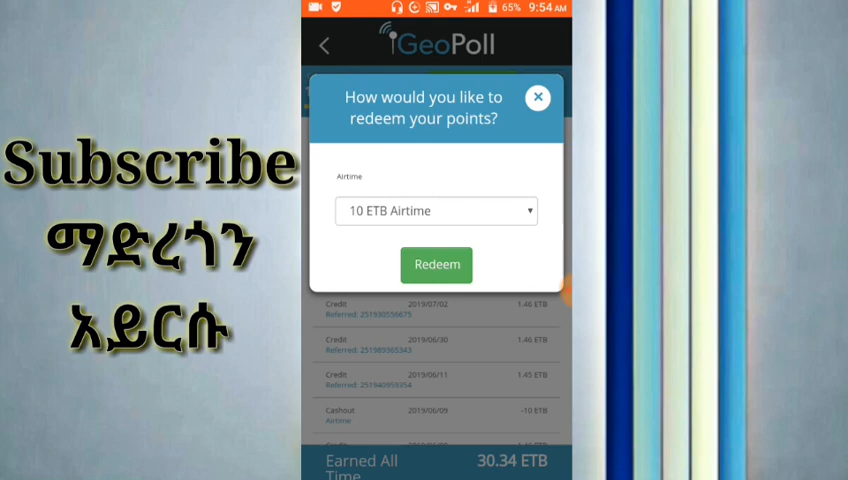 Subscribe
ማድረጎን
አይርሱ
65% 9:54 AM
GeoPoll
How would you like to
redeem your points?
Airtime
10 ETB Airtime
Redeem
Credit 2019/07/02 1.46 ETB
Referred: 251930556675
Credit 2019/06/30 1.46 ETB
Referred: 251989365343
Credit 2019/06/11 1.45 ETB
Referred: 251940999354
Cashout 2019/06/09 -10 ETB
Airtime
Earned All 30.34 ETB
Time